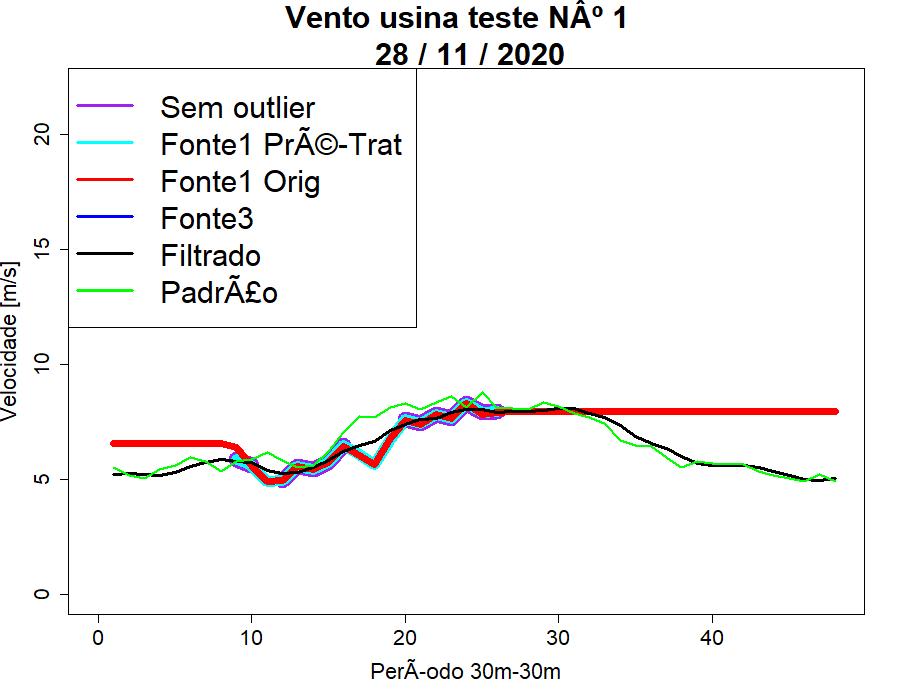 Vento usina teste NÂº 1
28 / 11 / 2020
Sem outlier
Fonte1 PrÃ©-Trat
Fonte1 Orig
Fonte3
Filtrado
PadrÃ£o
Velocidade [m/s]
20
15
10
5
0
0 10 20 30 40
PerÃ-odo 30m-30m